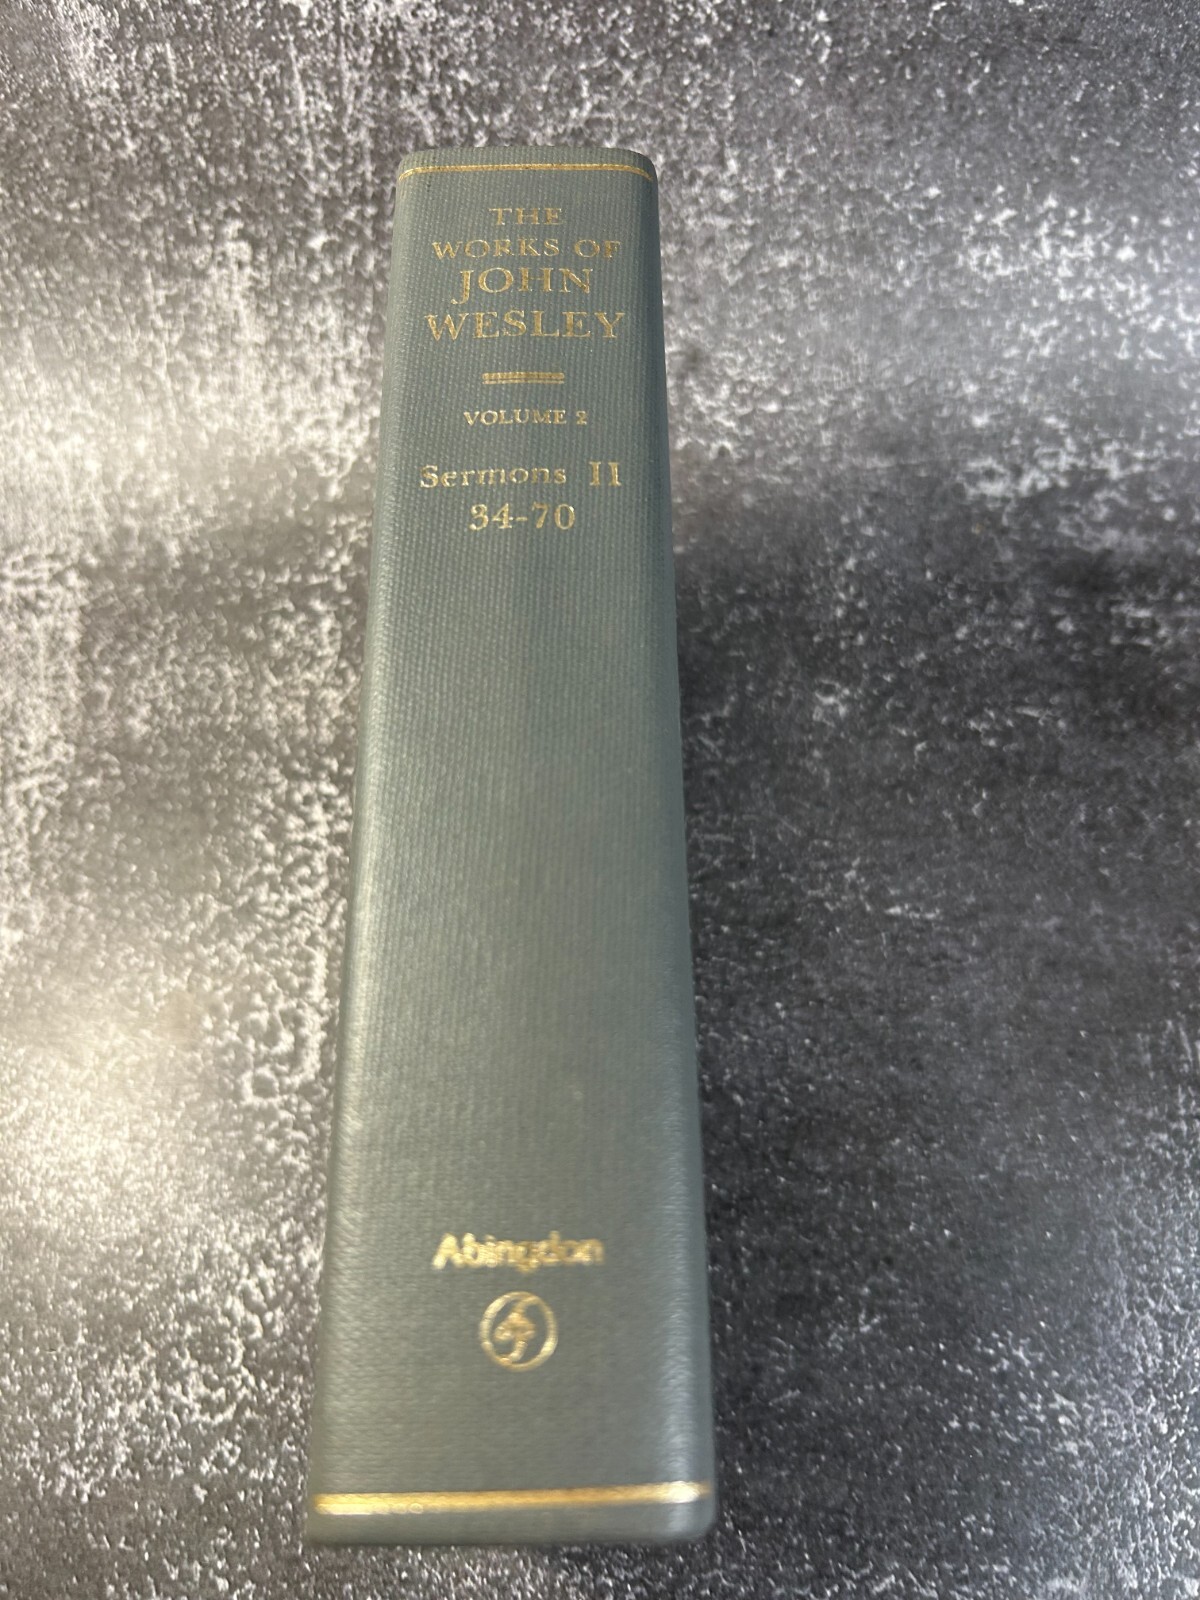 THE
WORKS OF
JOHN
WESLEY
VOLUME 2
Sermons II
34-70
Abingdon